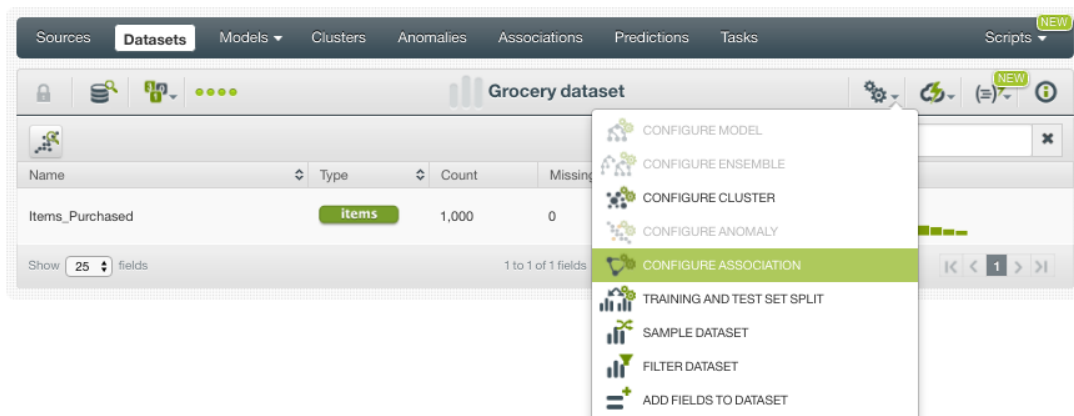 Sources Datasets Models Clusters Anomalies Associations Predictions Tasks Scripts NEW
Grocery dataset NEW
CONFIGURE MODEL
CONFIGURE ENSEMBLE
Name Type Count Missing
CONFIGURE CLUSTER
Items_Purchased items 1,000 0
CONFIGURE ANOMALY
Show 25 fields 1 to 1 of 1 fields 1
CONFIGURE ASSOCIATION
TRAINING AND TEST SET SPLIT
SAMPLE DATASET
FILTER DATASET
ADD FIELDS TO DATASET